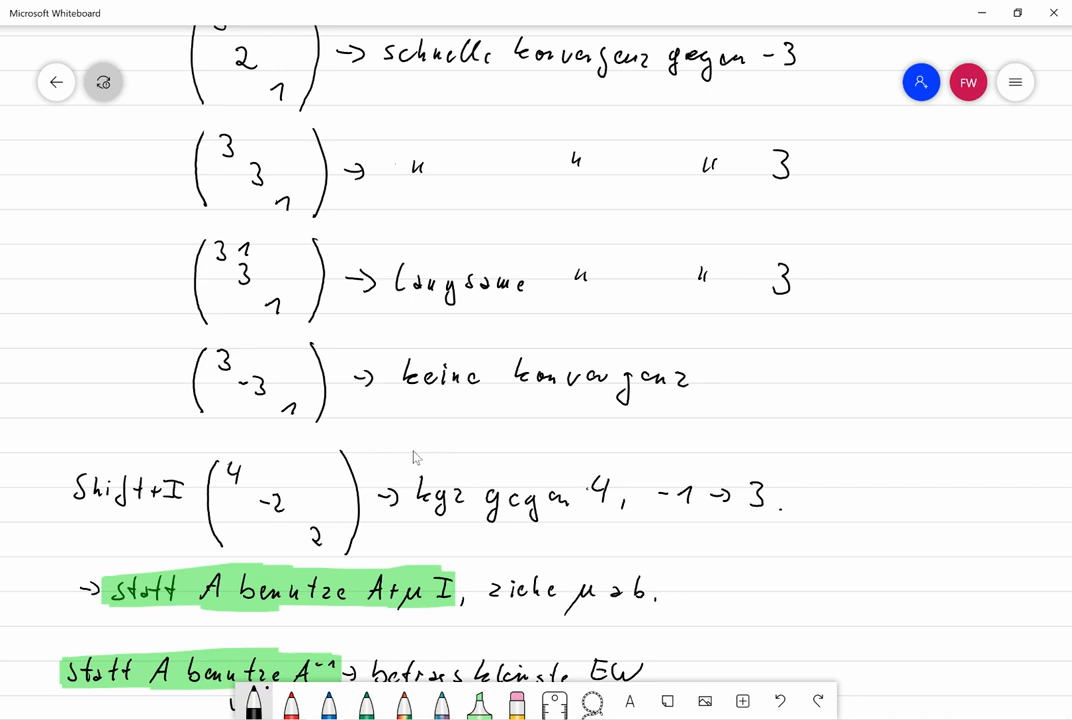 Microsoft Whiteboard
2 → schnelle Konvergenz gegen -3
1
FW
3
3 → " " " 3
1
3 1
3 → langsame " " 3
1
3
-3 → keine Konvergenz
1
Shift+I 4
-2 → kgz gegen 4, -1 → 3.
2
→ statt A benutze A+μI, ziehe μ ab.
statt A benutze A⁻¹ → betragskleinste EW
A